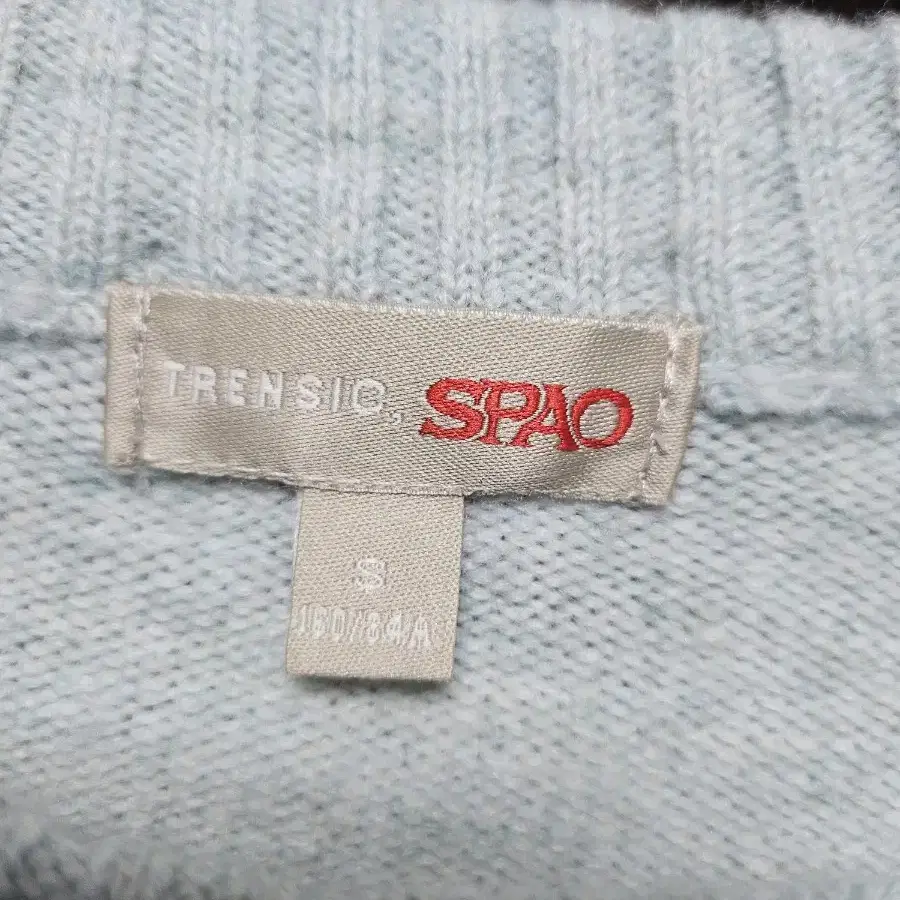 TRENSIC, SPAO
S
160//84A